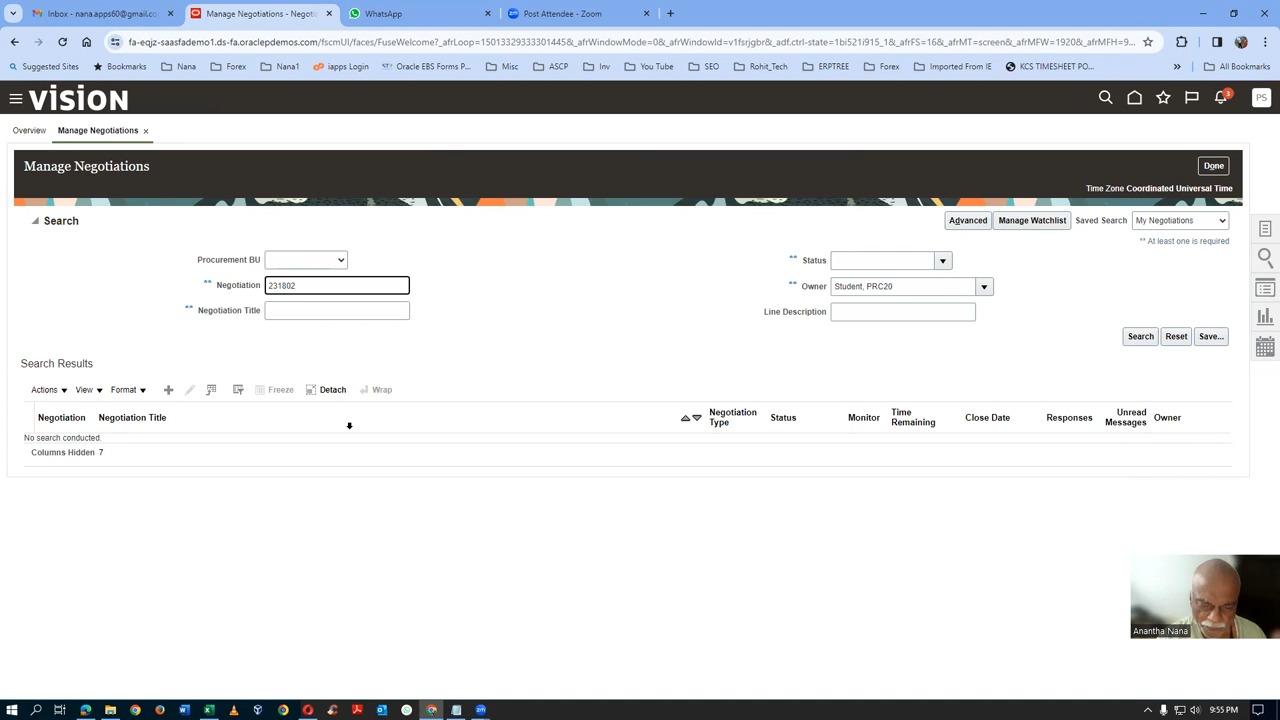 Inbox - nana.apps60@gmail.co
Manage Negotiations - Negotia
WhatsApp
Post Attendee - Zoom
fa-eqjz-saasfademo1.ds-fa.oraclepdemos.com/fscmUI/faces/FuseWelcome?_afrLoop=15013329333301445&_afrWindowMode=0&_afrWindowId=v1fsrjgbr&_adf.ctrl-state=1bi521i915_1&_afrFS=16&_afrMT=screen&_afrMFW=1920&_afrMFH=9...
Suggested Sites
Bookmarks
Nana
Forex
Nana1
iapps Login
Oracle EBS Forms P...
Misc
ASCP
Inv
You Tube
SEO
Rohit_Tech
ERPTREE
Forex
Imported From IE
KCS TIMESHEET PO...
»
All Bookmarks
VISION
3
PS
Overview
Manage Negotiations
Manage Negotiations
Done
Time Zone Coordinated Universal Time
Search
Advanced
Manage Watchlist
Saved Search
My Negotiations
** At least one is required
Procurement BU
** Status
** Negotiation 231802
** Owner Student, PRC20
** Negotiation Title
Line Description
Search
Reset
Save...
Search Results
Actions
View
Format
Freeze
Detach
Wrap
Negotiation
Negotiation Title
Negotiation Type
Status
Monitor
Time Remaining
Close Date
Responses
Unread Messages
Owner
No search conducted.
Columns Hidden 7
Anantha Nana
9:55 PM